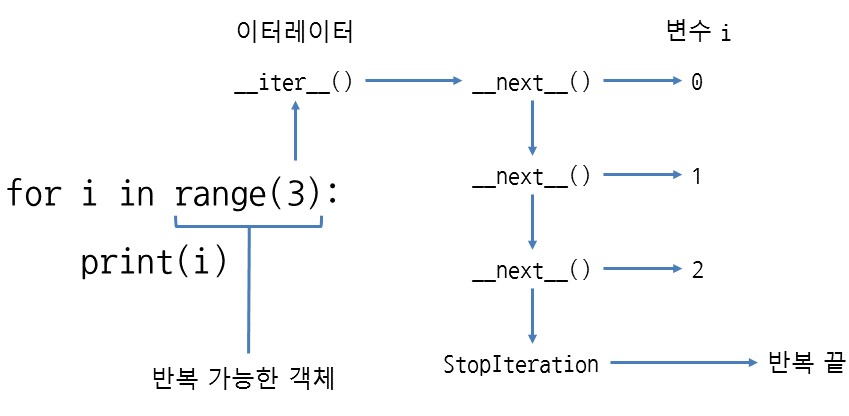 이터레이터
변수 i
__iter__()
__next__()
0
for i in range(3):
__next__()
1
print(i)
__next__()
2
반복 가능한 객체
StopIteration
반복 끝